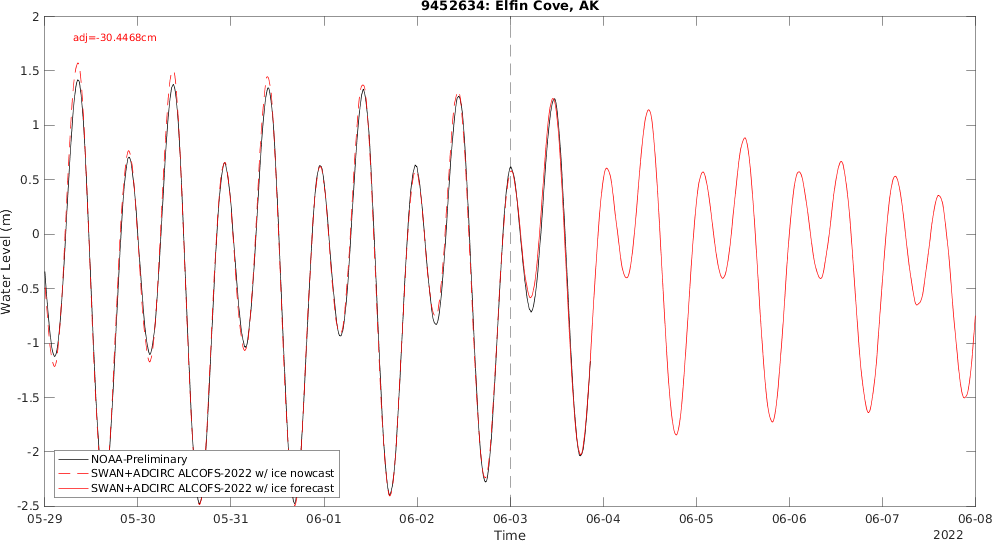 9452634: Elfin Cove, AK
adj=-30.4468cm
Water Level (m)
2
1.5
1
0.5
0
-0.5
-1
-1.5
-2
-2.5
NOAA-Preliminary
SWAN+ADCIRC ALCOFS-2022 w/ ice nowcast
SWAN+ADCIRC ALCOFS-2022 w/ ice forecast
05-29 05-30 05-31 06-01 06-02 06-03 06-04 06-05 06-06 06-07 06-08
Time
2022